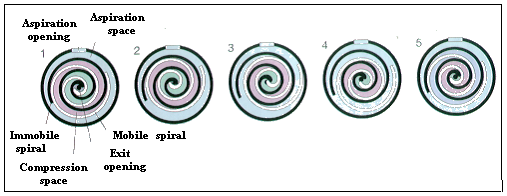 Aspiration
opening
Aspiration
space
1
2
3
4
5
Immobile
spiral
Mobile spiral
Compression
space
Exit
opening